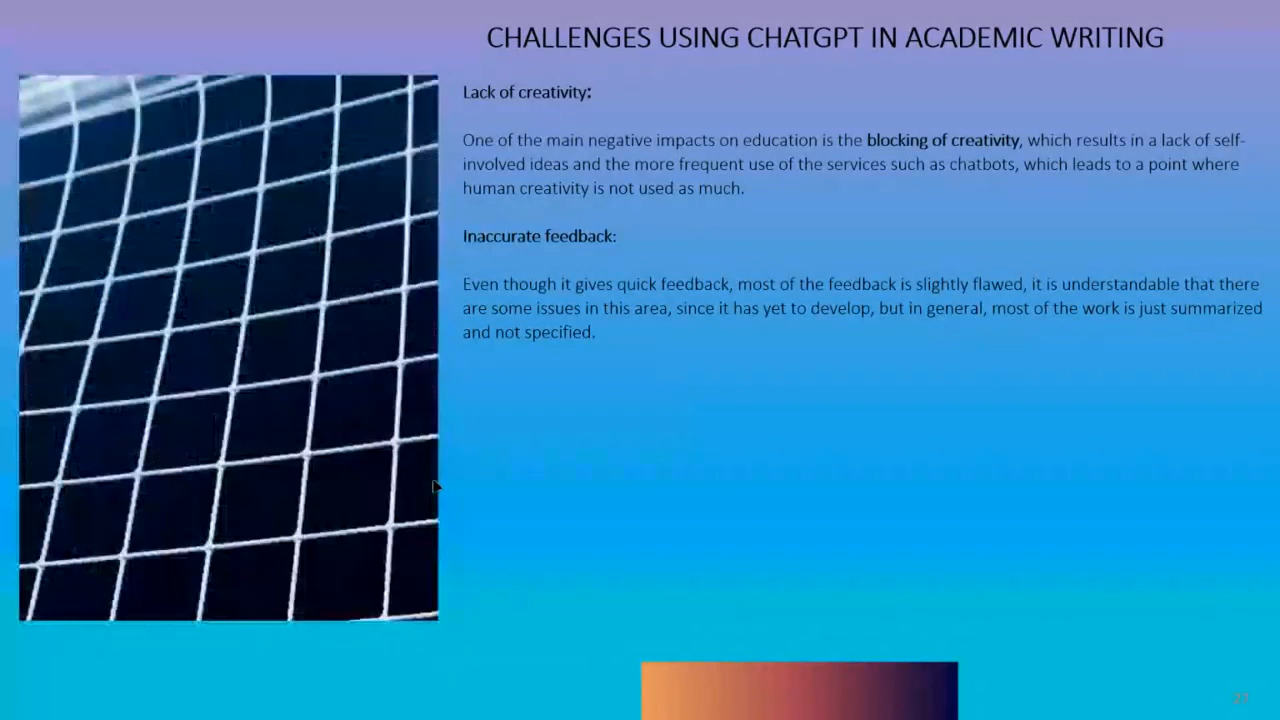 CHALLENGES USING CHATGPT IN ACADEMIC WRITING
Lack of creativity:
One of the main negative impacts on education is the blocking of creativity, which results in a lack of self-
involved ideas and the more frequent use of the services such as chatbots, which leads to a point where
human creativity is not used as much.
Inaccurate feedback:
Even though it gives quick feedback, most of the feedback is slightly flawed, it is understandable that there
are some issues in this area, since it has yet to develop, but in general, most of the work is just summarized
and not specified.